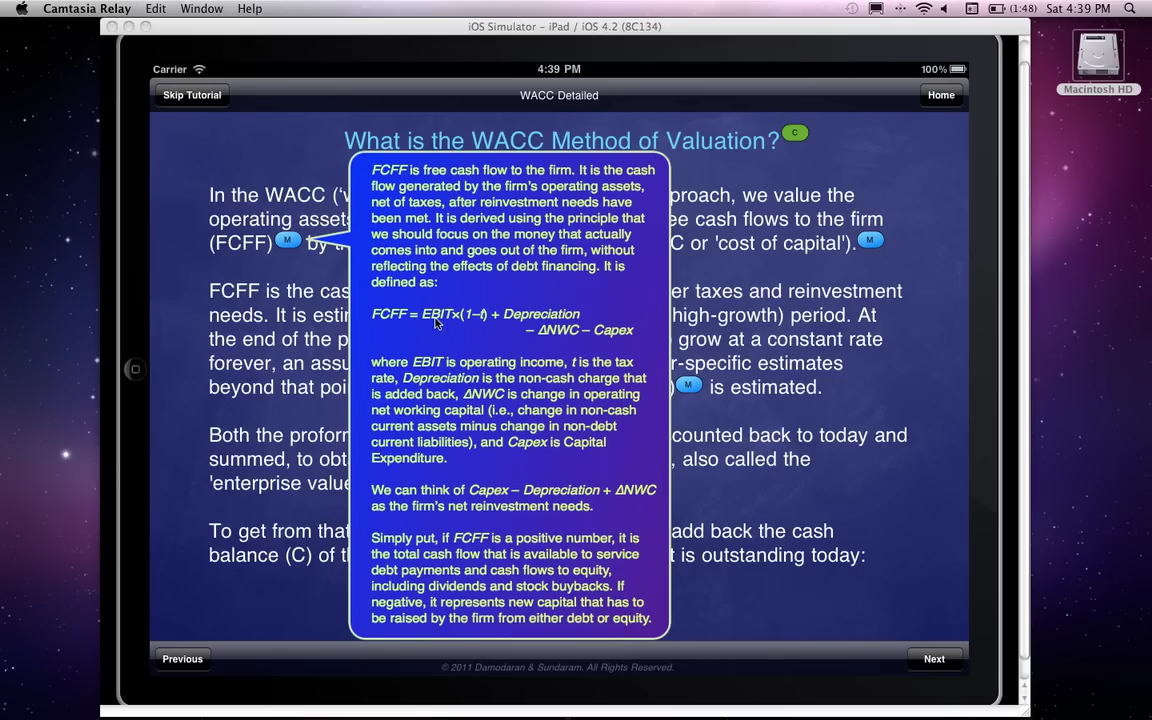 Camtasia Relay Edit Window Help (1:48) Sat 4:39 PM
iOS Simulator - iPad / iOS 4.2 (8C134)
Macintosh HD
Carrier 4:39 PM 100%
Skip Tutorial WACC Detailed Home
What is the WACC Method of Valuation? C
FCFF is free cash flow to the firm. It is the cash
flow generated by the firm's operating assets,
net of taxes, after reinvestment needs have
been met. It is derived using the principle that
we should focus on the money that actually
comes into and goes out of the firm, without
reflecting the effects of debt financing. It is
defined as:
FCFF = EBIT×(1–t) + Depreciation
– ΔNWC – Capex
where EBIT is operating income, t is the tax
rate, Depreciation is the non-cash charge that
is added back, ΔNWC is change in operating
net working capital (i.e., change in non-cash
current assets minus change in non-debt
current liabilities), and Capex is Capital
Expenditure.
We can think of Capex – Depreciation + ΔNWC
as the firm's net reinvestment needs.
Simply put, if FCFF is a positive number, it is
the total cash flow that is available to service
debt payments and cash flows to equity,
including dividends and stock buybacks. If
negative, it represents new capital that has to
be raised by the firm from either debt or equity.
In the WACC ('w proach, we value the
operating asset ee cash flows to the firm
(FCFF) M by C or 'cost of capital'). M
FCFF is the cas er taxes and reinvestment
needs. It is estin high-growth) period. At
the end of the p grow at a constant rate
forever, an assu r-specific estimates
beyond that poi ) M is estimated.
Both the proforn counted back to today and
summed, to obt , also called the
'enterprise value
To get from that add back the cash
balance (C) of th t is outstanding today:
Previous Next
© 2011 Damodaran & Sundaram. All Rights Reserved.